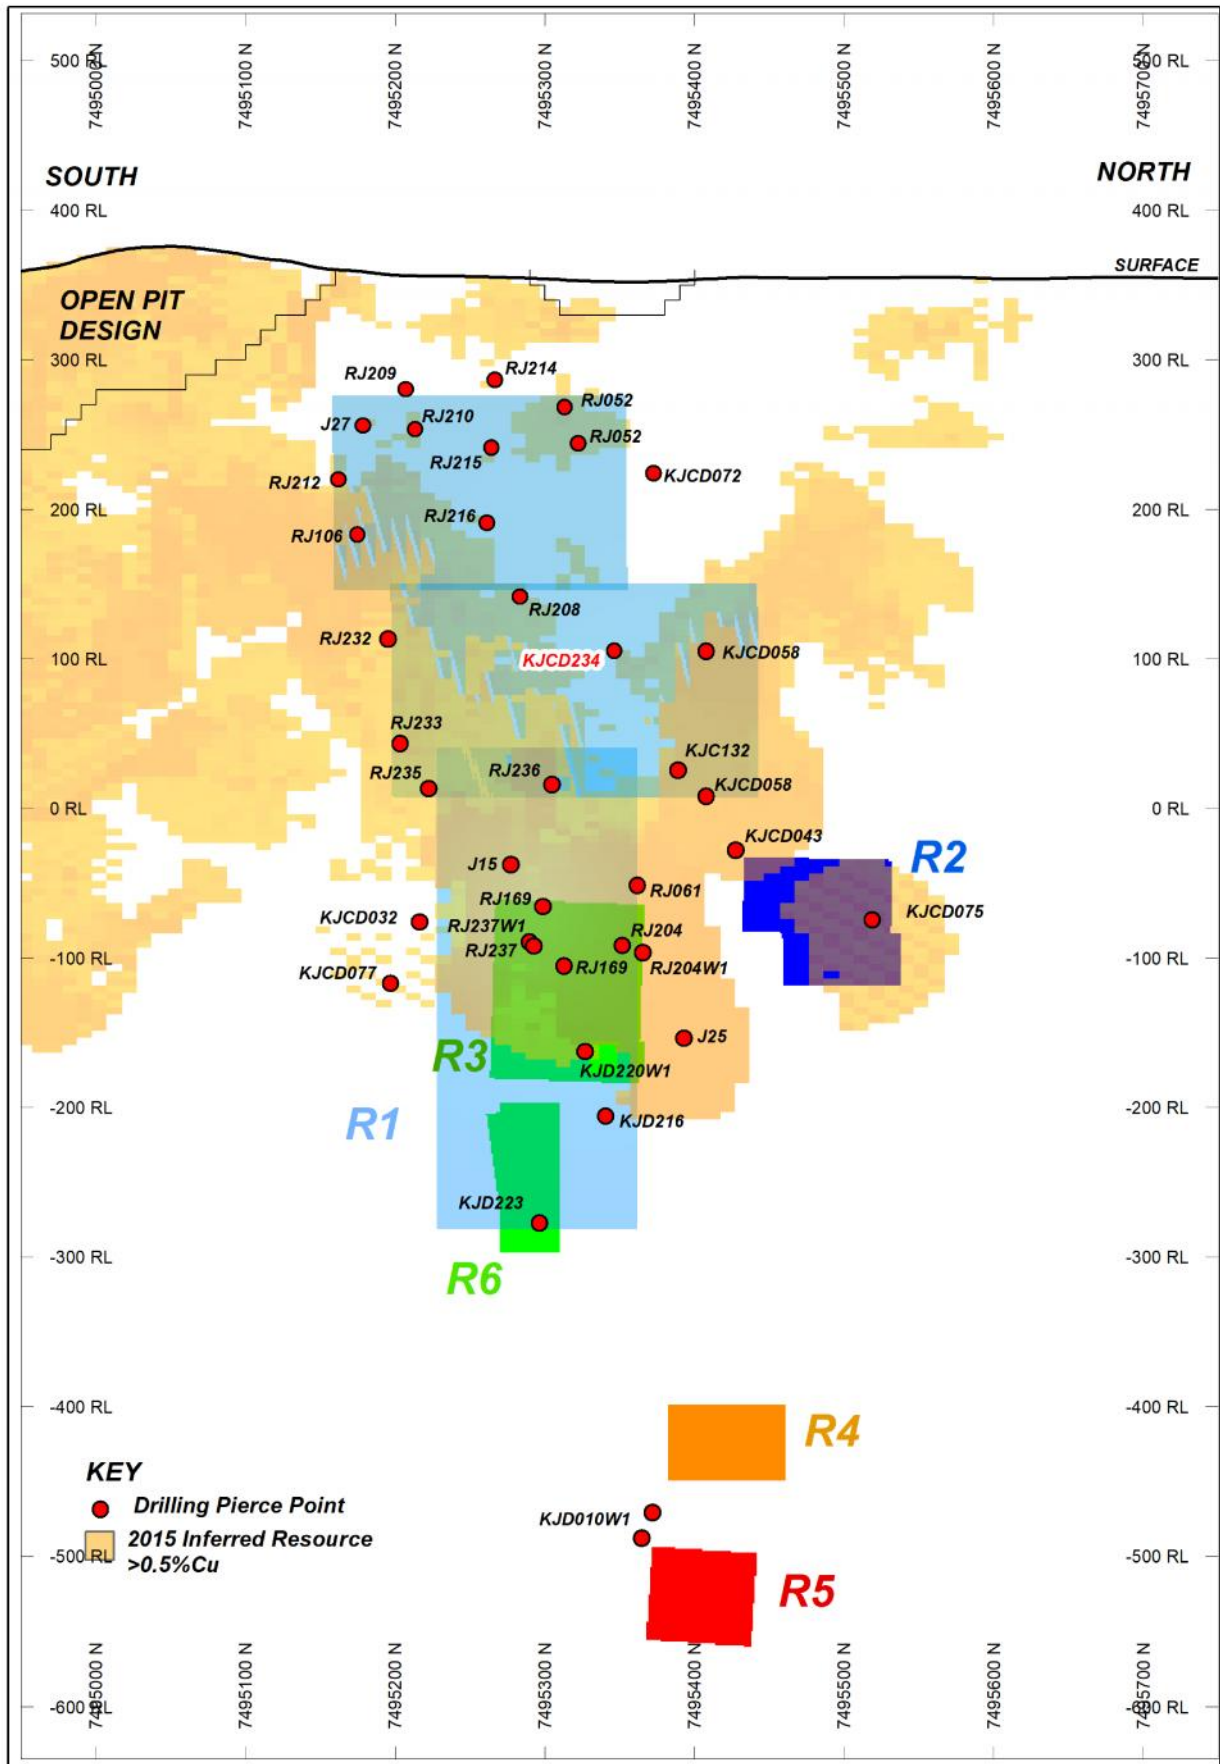 7495000 N
7495100 N
7495200 N
7495300 N
7495400 N
7495500 N
7495600 N
7495700 N
500 RL
500 RL
SOUTH
NORTH
400 RL
400 RL
SURFACE
OPEN PIT
DESIGN
300 RL
300 RL
RJ209
RJ214
RJ052
J27
RJ210
RJ052
RJ215
KJCD072
RJ212
200 RL
200 RL
RJ216
RJ106
RJ208
RJ232
100 RL
KJCD234
KJCD058
100 RL
RJ233
KJC132
RJ235
RJ236
KJCD058
0 RL
0 RL
KJCD043
R2
J15
RJ061
RJ169
KJCD075
KJCD032
RJ237W1
RJ204
RJ237
-100 RL
KJCD077
RJ169
RJ204W1
-100 RL
J25
R3
KJD220W1
-200 RL
R1
KJD216
-200 RL
KJD223
-300 RL
R6
-300 RL
-400 RL
-400 RL
R4
KEY
Drilling Pierce Point
KJD010W1
2015 Inferred Resource
>0.5%Cu
-500 RL
-500 RL
R5
7495000 N
7495100 N
7495200 N
7495300 N
7495400 N
7495500 N
7495600 N
7495700 N
-600 RL
-600 RL